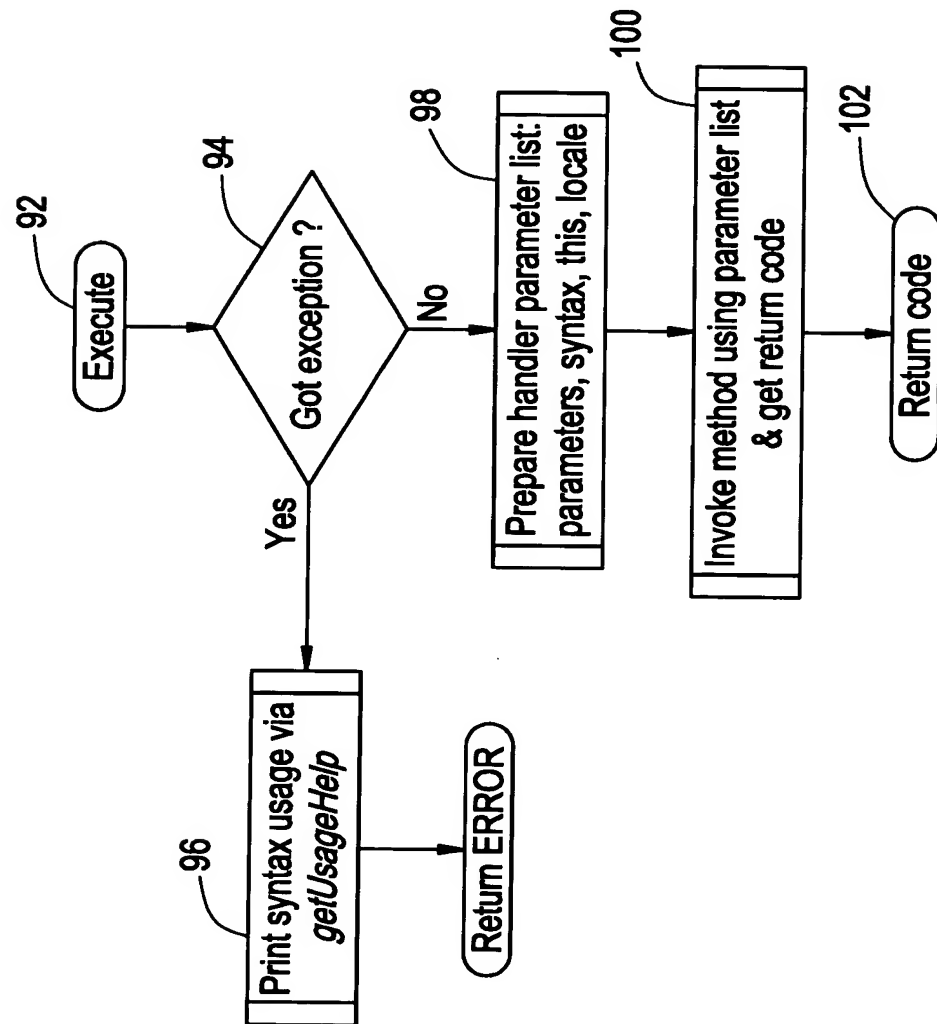 92
Execute
94
Got exception ?
Yes
No
96
Print syntax usage via
getUsageHelp
Return ERROR
98
Prepare handler parameter list:
parameters, syntax, this, locale
100
Invoke method using parameter list
& get return code
102
Return code